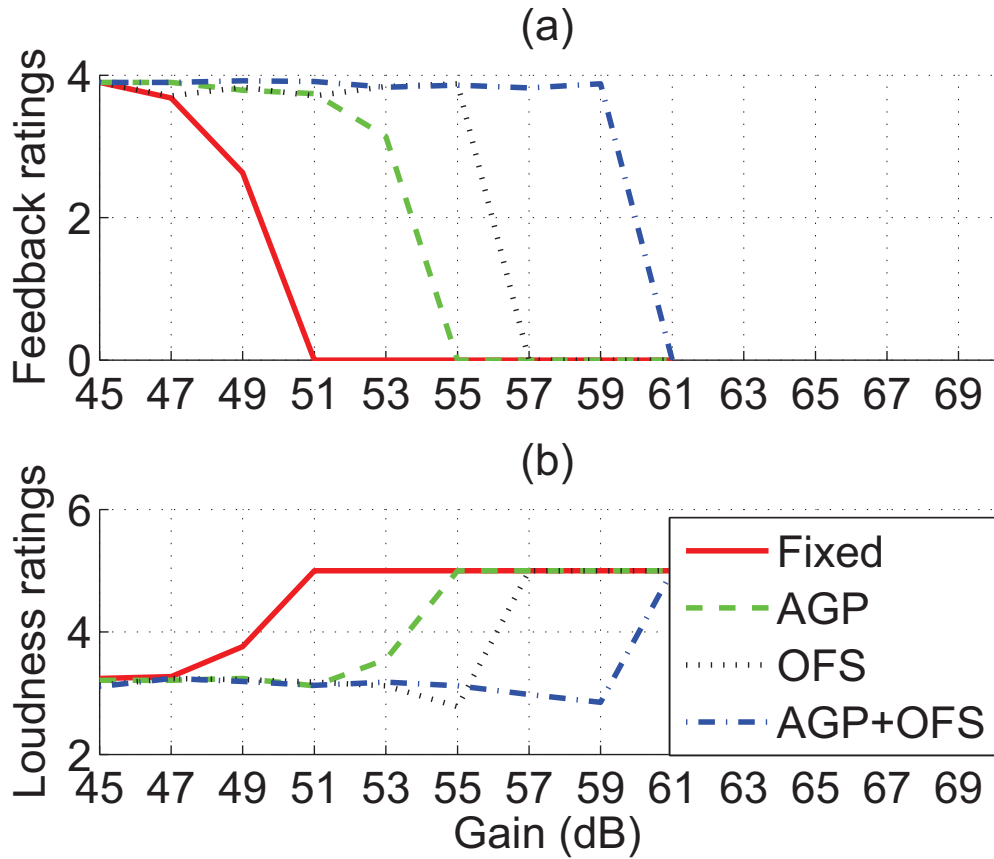 (a)
Feedback ratings
4
2
0
45 47 49 51 53 55 57 59 61 63 65 67 69
(b)
Loudness ratings
6
4
2
45 47 49 51 53 55 57 59 61 63 65 67 69
Gain (dB)
Fixed
AGP
OFS
AGP+OFS